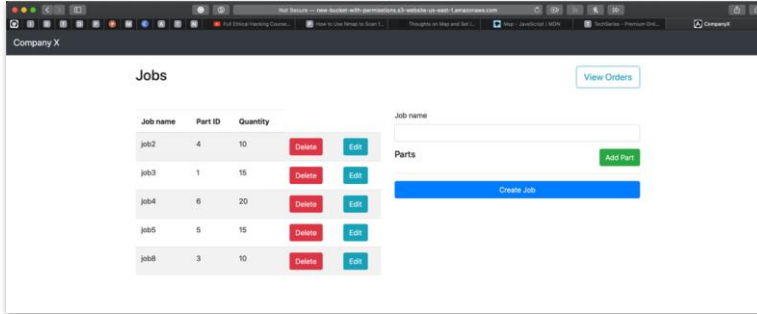 Not Secure — new-bucket-with-permissions.s3-website-us-east-1.amazonaws.com
Full Ethical Hacking Course...
How to Use Nmap to Scan f...
Thoughts on Map and Set i...
Map - JavaScript | MDN
TechSeries - Premium Onl...
CompanyX
Company X
Jobs
View Orders
Job name Part ID Quantity
job2 4 10 Delete Edit
job3 1 15 Delete Edit
job4 6 20 Delete Edit
job5 5 15 Delete Edit
job8 3 10 Delete Edit
Job name
Parts Add Part
Create Job